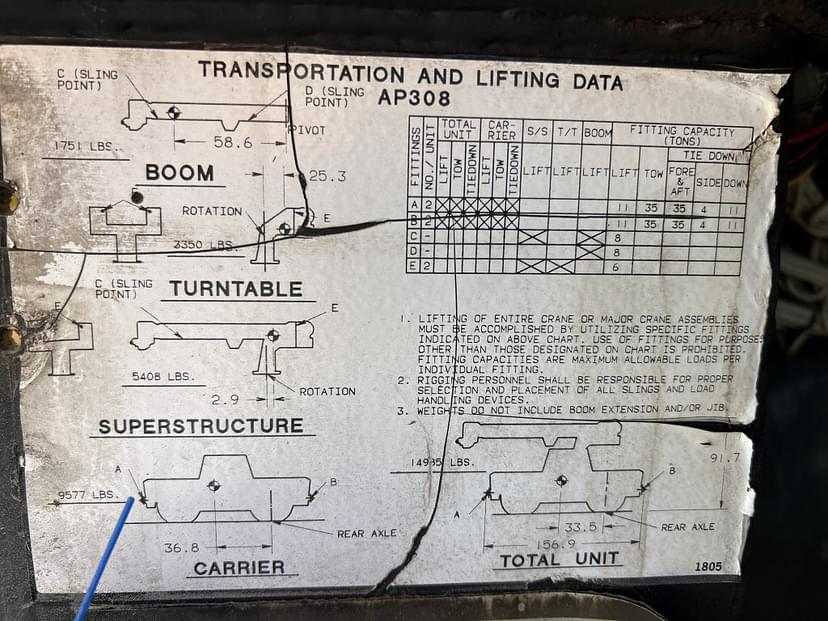 TRANSPORTATION AND LIFTING DATA
AP308
C (SLING
POINT)
D (SLING
POINT)
PIVOT
58.6
1751 LBS.
BOOM
25.3
ROTATION
E
3350 LBS.
TURNTABLE
C (SLING
POINT)
E
E
5408 LBS.
2.9
ROTATION
SUPERSTRUCTURE
A
B
9577 LBS.
REAR AXLE
36.8
CARRIER
FITTINGS NO./ UNIT TOTAL UNIT CAR-RIER S/S T/T BOOM FITTING CAPACITY (TONS)
TIE DOWN
LIFT TOW TIEDOWN LIFT TOW TIEDOWN LIFT LIFT LIFT LIFT TOW FORE & AFT SIDE DOWN
A 2 X X X X X X 11 35 35 4 11
B 2 X X X X X X 11 35 35 4 11
C - X X 8
D - X 8
E 2 X X 6
1. LIFTING OF ENTIRE CRANE OR MAJOR CRANE ASSEMBLIES
MUST BE ACCOMPLISHED BY UTILIZING SPECIFIC FITTINGS
INDICATED ON ABOVE CHART. USE OF FITTINGS FOR PURPOSES
OTHER THAN THOSE DESIGNATED ON CHART IS PROHIBITED.
FITTING CAPACITIES ARE MAXIMUM ALLOWABLE LOADS PER
INDIVIDUAL FITTING.
2. RIGGING PERSONNEL SHALL BE RESPONSIBLE FOR PROPER
SELECTION AND PLACEMENT OF ALL SLINGS AND LOAD
HANDLING DEVICES.
3. WEIGHTS DO NOT INCLUDE BOOM EXTENSION AND/OR JIB.
14985 LBS.
91.7
A
B
33.5
REAR AXLE
156.9
TOTAL UNIT
1805